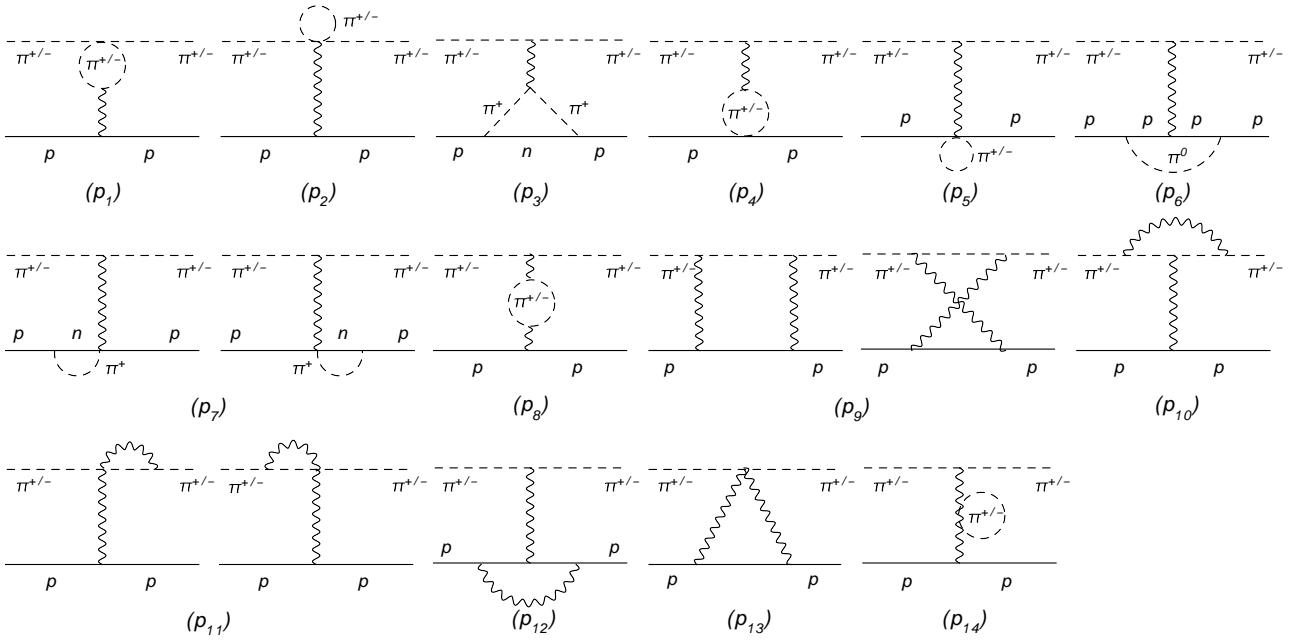 π+/- π+/- π+/-
p p
(p1)
π+/-
π+/- π+/-
p p
(p2)
π+/- π+/-
π+ π+
p n p
(p3)
π+/- π+/-
π+/-
p p
(p4)
π+/- π+/-
p p
π+/-
(p5)
π+/- π+/-
p p p p
π0
(p6)
π+/- π+/- π+/- π+/-
p n p p n p
π+ π+
(p7)
π+/- π+/-
π+/-
p p
(p8)
π+/- π+/- π+/- π+/-
p p p p
(p9)
π+/- π+/-
p p
(p10)
π+/- π+/- π+/- π+/-
p p p p
(p11)
π+/- π+/-
p p
(p12)
π+/- π+/-
p p
(p13)
π+/- π+/-
π+/-
p p
(p14)